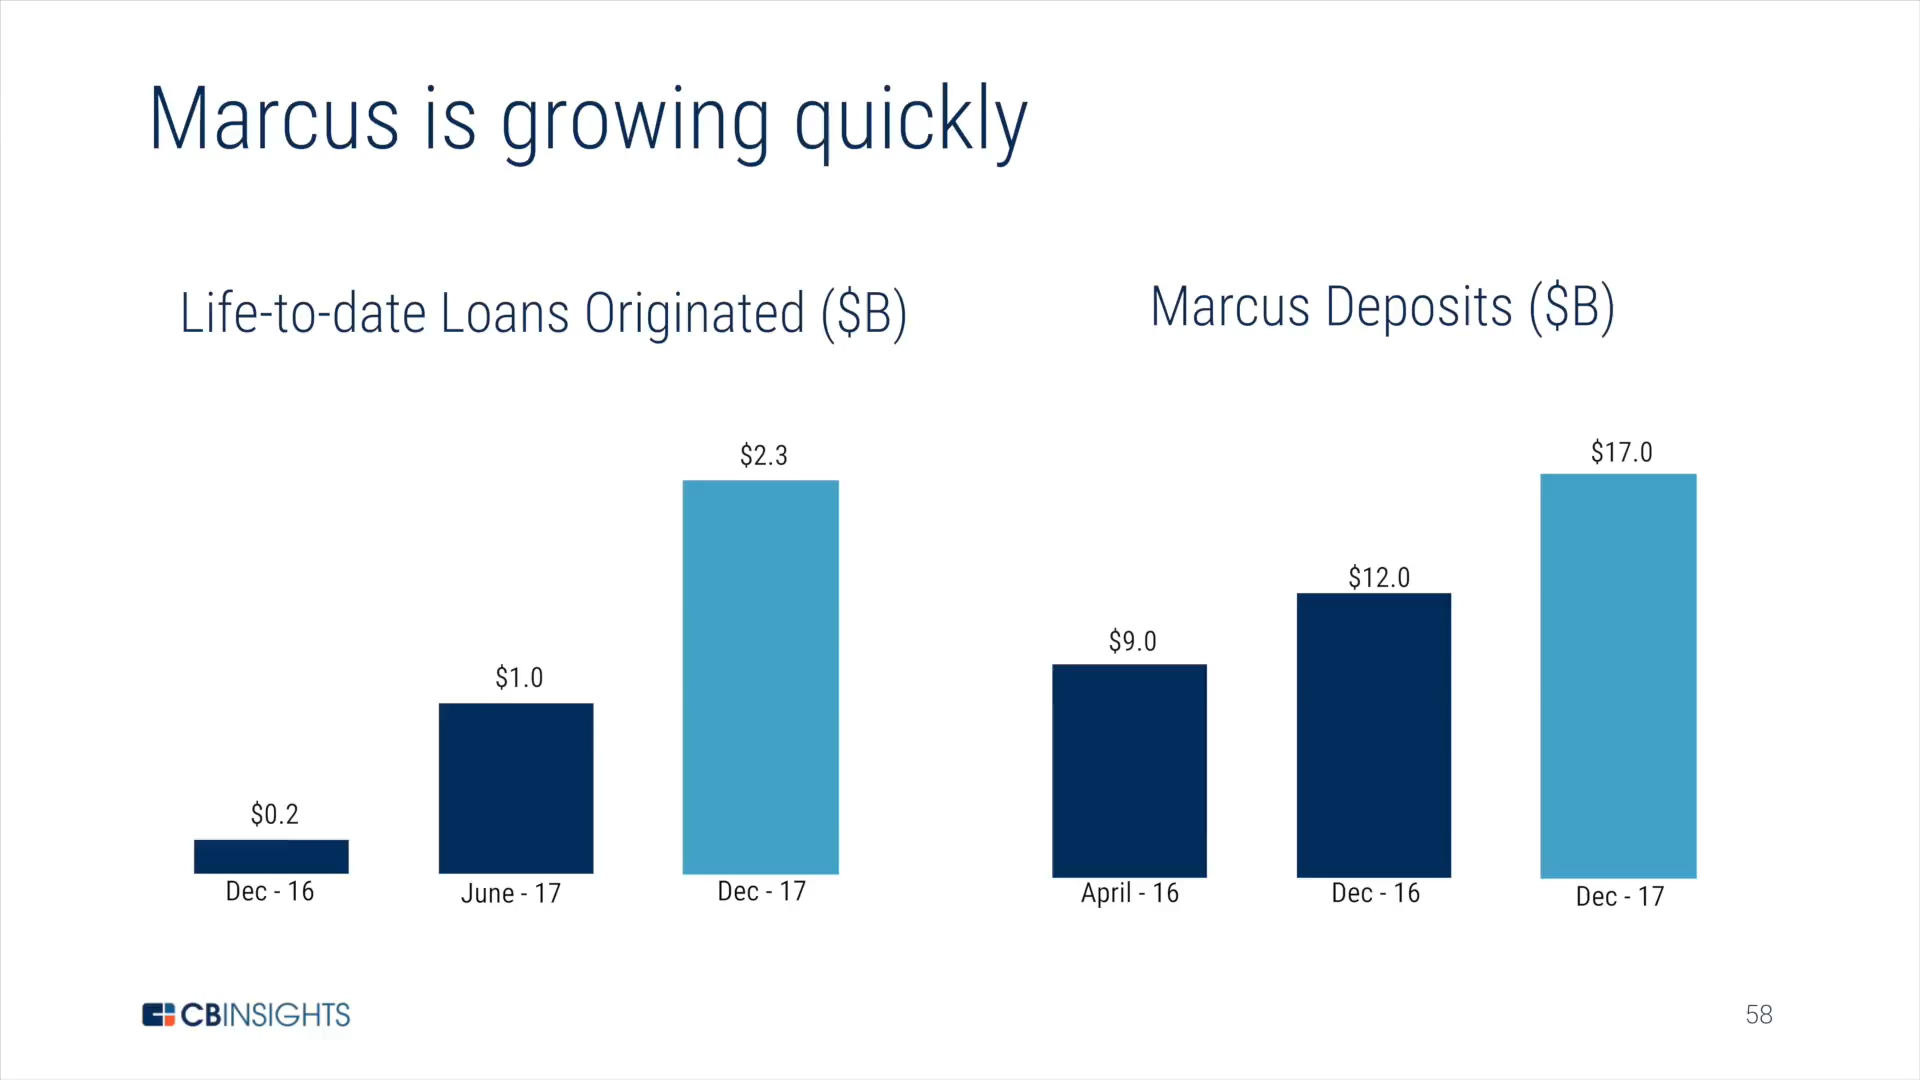 Marcus is growing quickly
Life-to-date Loans Originated ($B)
$0.2
$1.0
$2.3
Dec - 16
June - 17
Dec - 17
Marcus Deposits ($B)
$9.0
$12.0
$17.0
April - 16
Dec - 16
Dec - 17
CBINSIGHTS
58